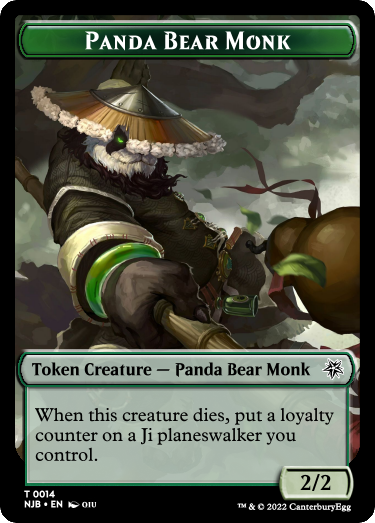 Panda Bear Monk
Token Creature — Panda Bear Monk
When this creature dies, put a loyalty
counter on a Ji planeswalker you
control.
2/2
T 0014
NJB • EN OIU
™ & © 2022 CanterburyEgg